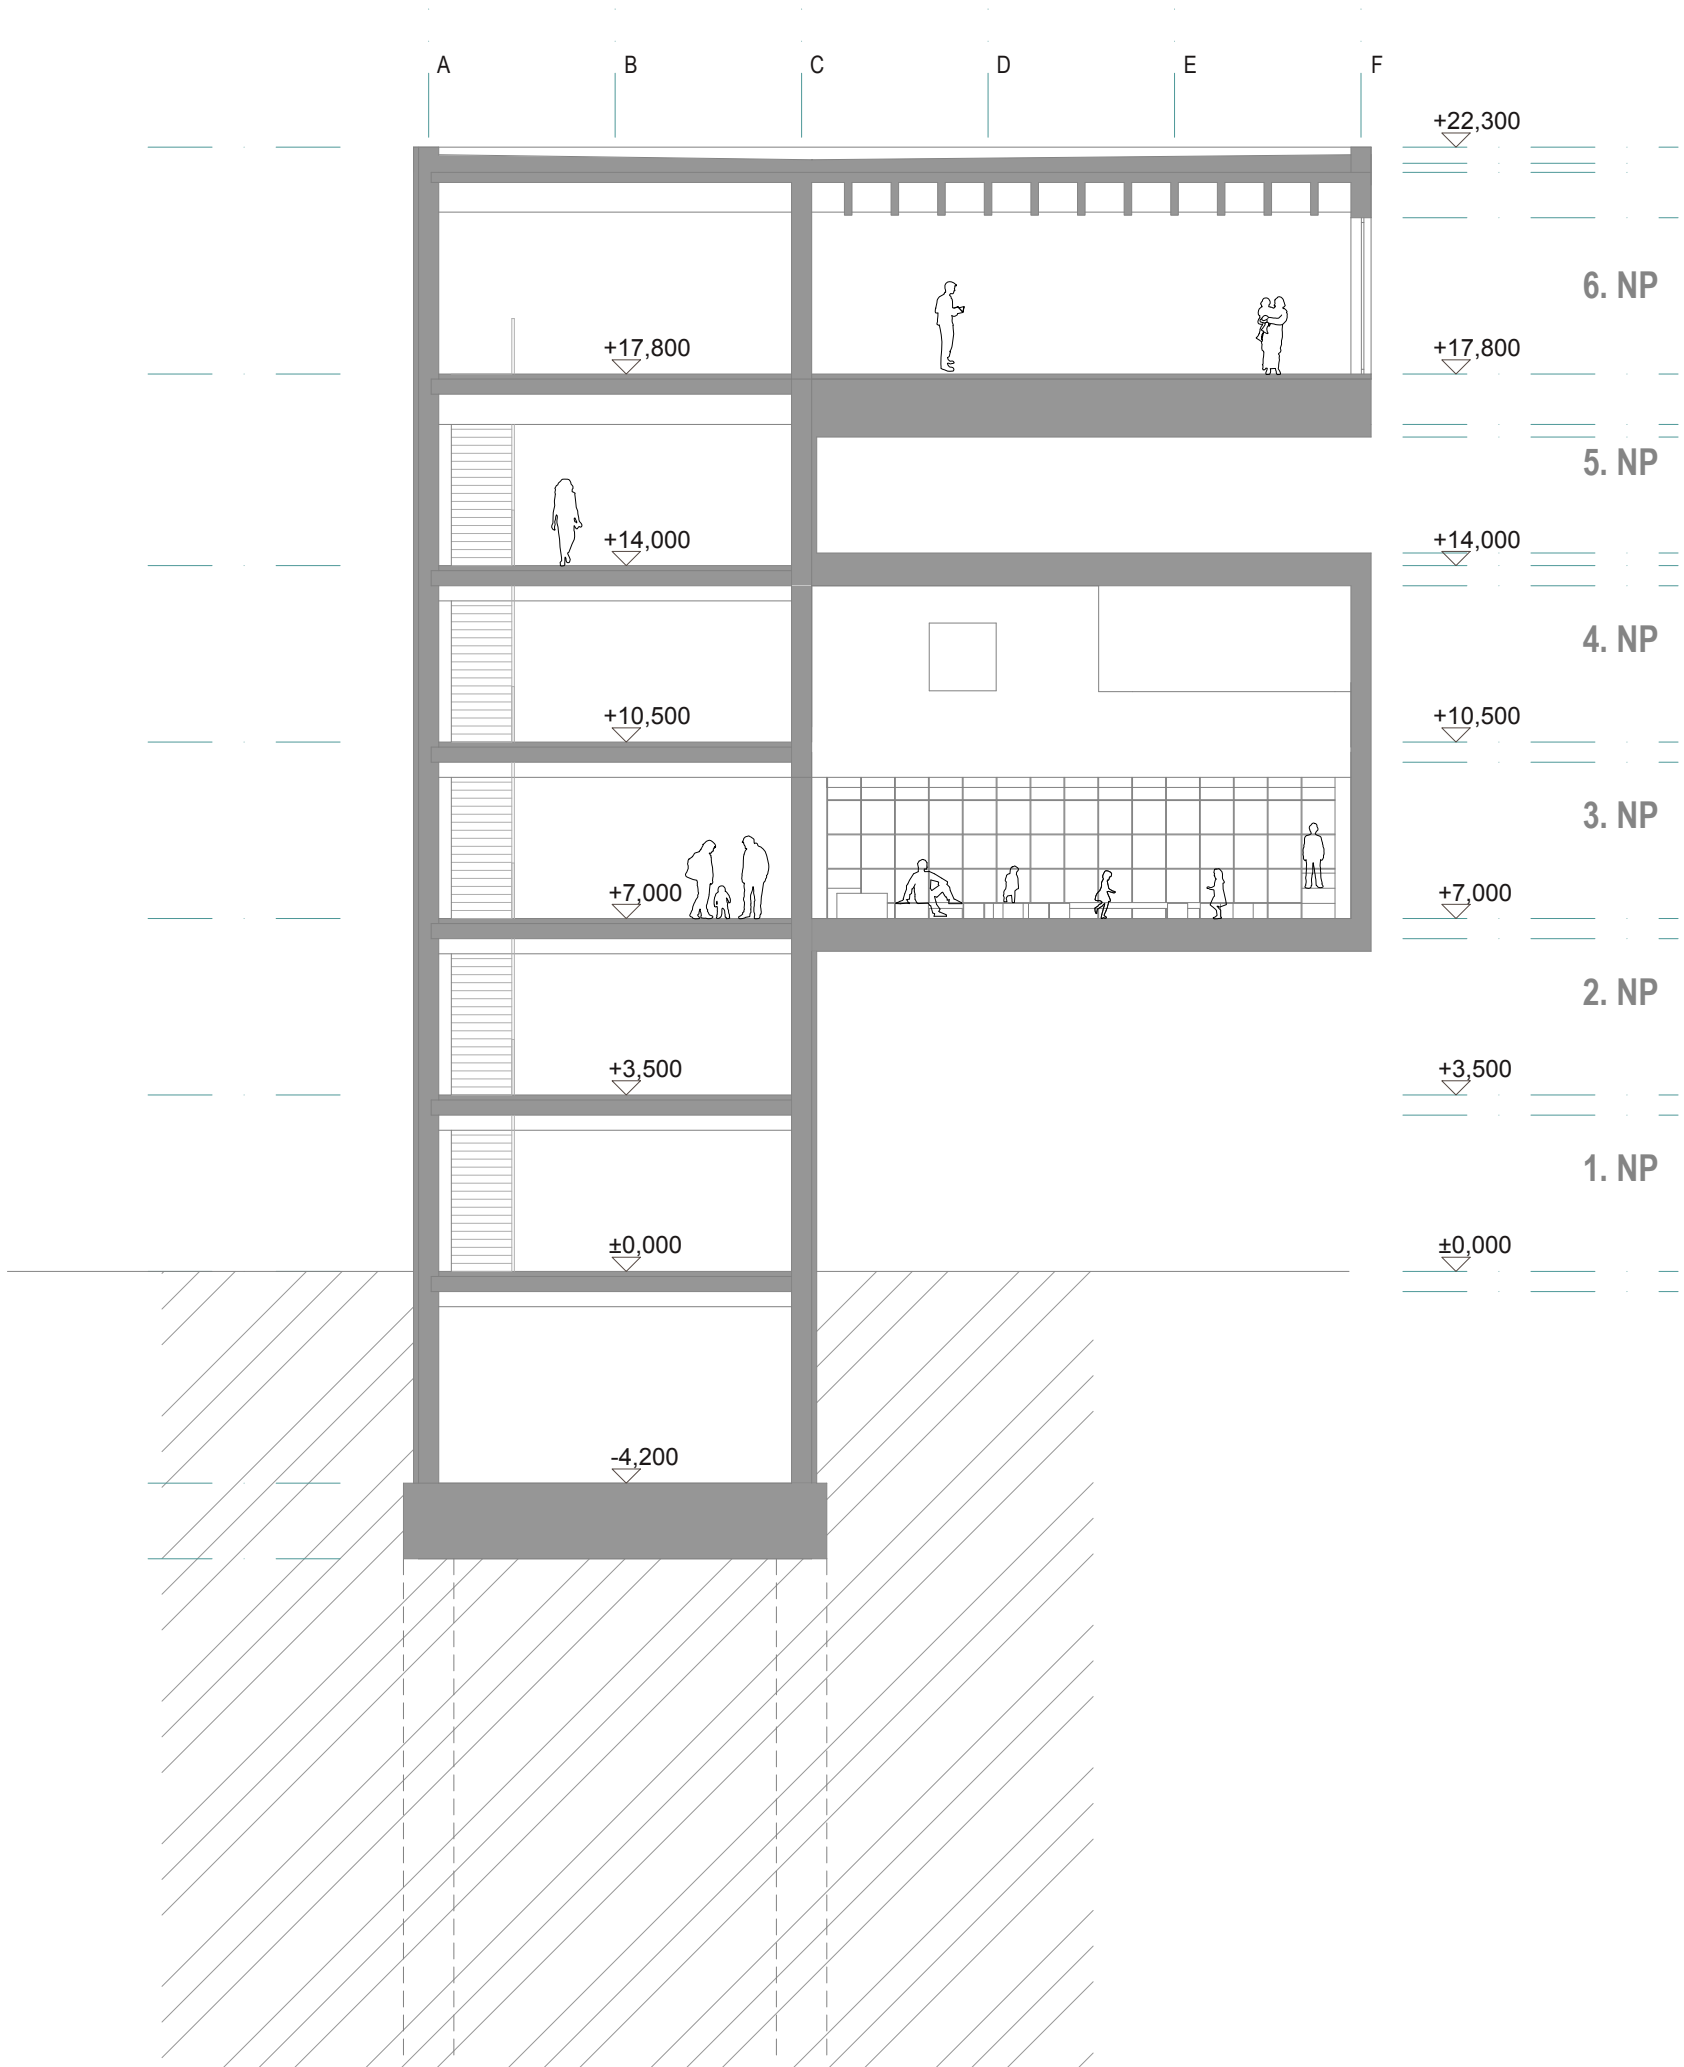 A B C D E F
+22,300
6. NP
+17,800 +17,800
5. NP
+14,000 +14,000
4. NP
+10,500 +10,500
3. NP
+7,000 +7,000
2. NP
+3,500 +3,500
1. NP
±0,000 ±0,000
-4,200